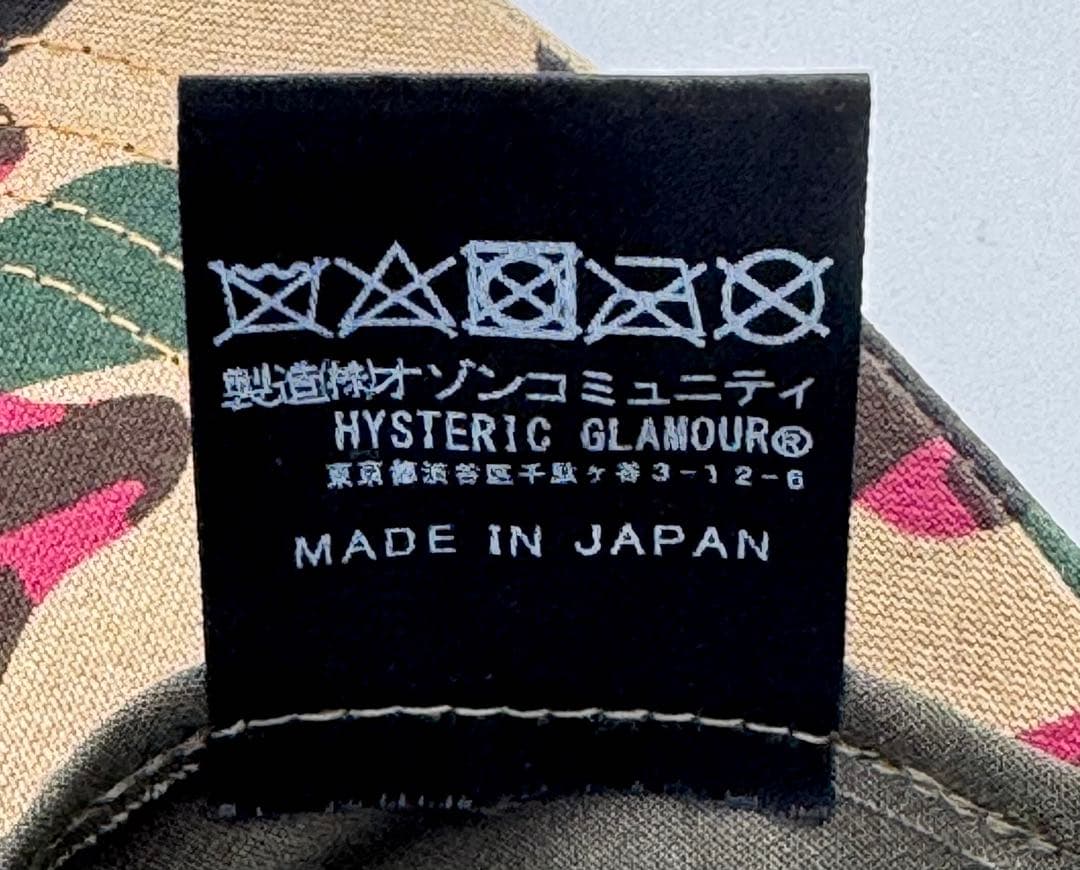 製造(株)オゾンコミュニティ
HYSTERIC GLAMOUR®
東京都渋谷区千駄ヶ谷3-12-6
MADE IN JAPAN